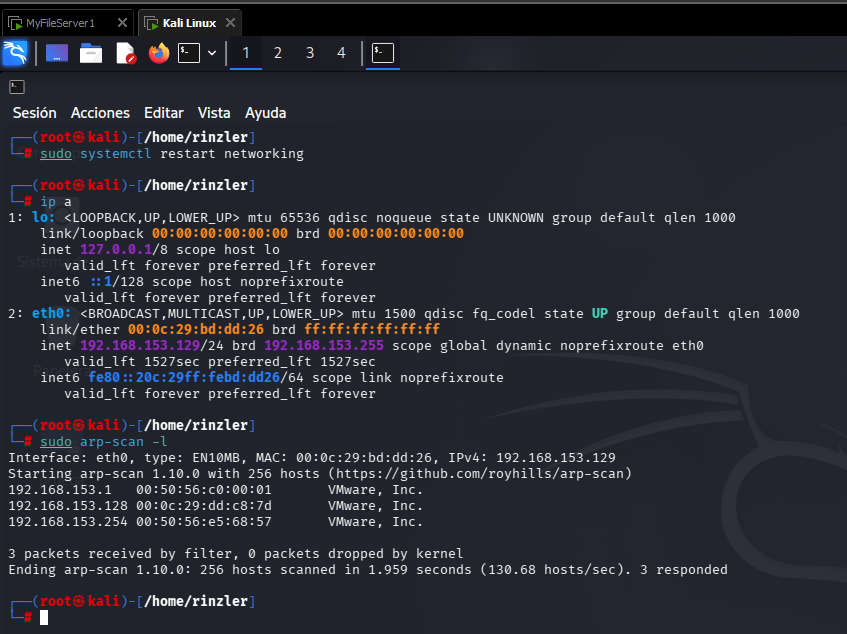 MyFileServer1 Kali Linux
1 2 3 4
Sesión Acciones Editar Vista Ayuda
┌──(root㉿kali)-[/home/rinzler]
└─# sudo systemctl restart networking
┌──(root㉿kali)-[/home/rinzler]
└─# ip a
1: lo: <LOOPBACK,UP,LOWER_UP> mtu 65536 qdisc noqueue state UNKNOWN group default qlen 1000
link/loopback 00:00:00:00:00:00 brd 00:00:00:00:00:00
inet 127.0.0.1/8 scope host lo
valid_lft forever preferred_lft forever
inet6 ::1/128 scope host noprefixroute
valid_lft forever preferred_lft forever
2: eth0: <BROADCAST,MULTICAST,UP,LOWER_UP> mtu 1500 qdisc fq_codel state UP group default qlen 1000
link/ether 00:0c:29:bd:dd:26 brd ff:ff:ff:ff:ff:ff
inet 192.168.153.129/24 brd 192.168.153.255 scope global dynamic noprefixroute eth0
valid_lft 1527sec preferred_lft 1527sec
inet6 fe80::20c:29ff:febd:dd26/64 scope link noprefixroute
valid_lft forever preferred_lft forever
┌──(root㉿kali)-[/home/rinzler]
└─# sudo arp-scan -l
Interface: eth0, type: EN10MB, MAC: 00:0c:29:bd:dd:26, IPv4: 192.168.153.129
Starting arp-scan 1.10.0 with 256 hosts (https://github.com/royhills/arp-scan)
192.168.153.1 00:50:56:c0:00:01 VMware, Inc.
192.168.153.128 00:0c:29:dd:c8:7d VMware, Inc.
192.168.153.254 00:50:56:e5:68:57 VMware, Inc.
3 packets received by filter, 0 packets dropped by kernel
Ending arp-scan 1.10.0: 256 hosts scanned in 1.959 seconds (130.68 hosts/sec). 3 responded
┌──(root㉿kali)-[/home/rinzler]
└─#